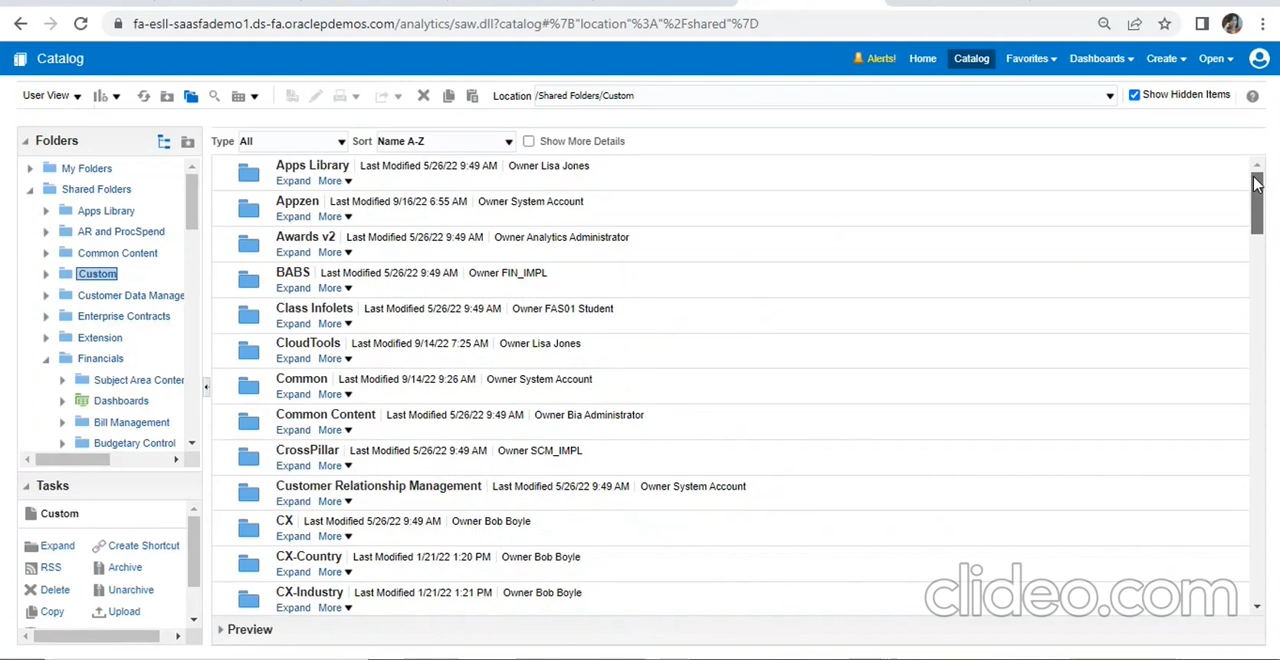 fa-esll-saasfademo1.ds-fa.oraclepdemos.com/analytics/saw.dll?catalog#%7B"location"%3A"%2Fshared"%7D
Catalog
Alerts! Home Catalog Favorites Dashboards Create Open
User View Location /Shared Folders/Custom Show Hidden Items
Folders
Type All Sort Name A-Z Show More Details
My Folders
Shared Folders
Apps Library
AR and ProcSpend
Common Content
Custom
Customer Data Manage
Enterprise Contracts
Extension
Financials
Subject Area Conter
Dashboards
Bill Management
Budgetary Control
Tasks
Custom
Expand Create Shortcut
RSS Archive
Delete Unarchive
Copy Upload
Apps Library Last Modified 5/26/22 9:49 AM Owner Lisa Jones
Expand More
Appzen Last Modified 9/16/22 6:55 AM Owner System Account
Expand More
Awards v2 Last Modified 5/26/22 9:49 AM Owner Analytics Administrator
Expand More
BABS Last Modified 5/26/22 9:49 AM Owner FIN_IMPL
Expand More
Class Infolets Last Modified 5/26/22 9:49 AM Owner FAS01 Student
Expand More
CloudTools Last Modified 9/14/22 7:25 AM Owner Lisa Jones
Expand More
Common Last Modified 9/14/22 9:26 AM Owner System Account
Expand More
Common Content Last Modified 5/26/22 9:49 AM Owner Bia Administrator
Expand More
CrossPillar Last Modified 5/26/22 9:49 AM Owner SCM_IMPL
Expand More
Customer Relationship Management Last Modified 5/26/22 9:49 AM Owner System Account
Expand More
CX Last Modified 5/26/22 9:49 AM Owner Bob Boyle
Expand More
CX-Country Last Modified 1/21/22 1:20 PM Owner Bob Boyle
Expand More
CX-Industry Last Modified 1/21/22 1:21 PM Owner Bob Boyle
Expand More
Preview
clideo.com